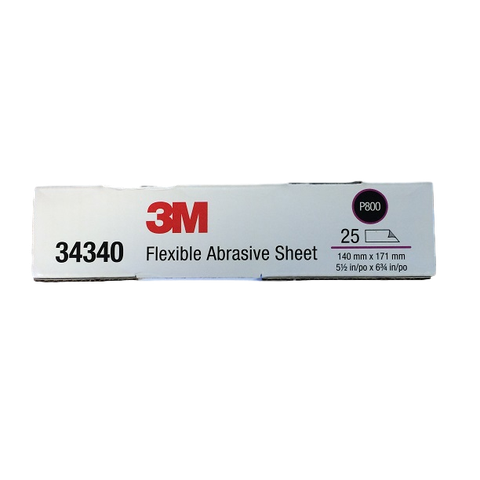 3M
P800
34340
Flexible Abrasive Sheet
25
140 mm x 171 mm
5½ in/po x 6¾ in/po